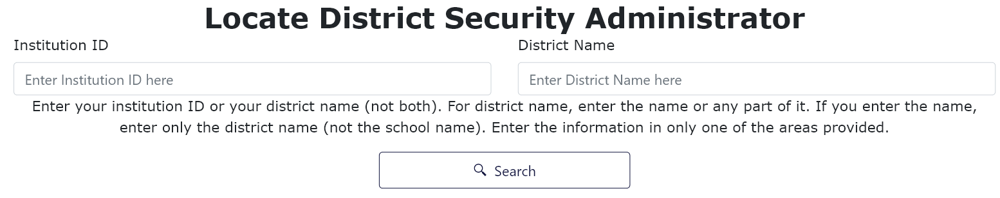 Locate District Security Administrator
Institution ID
District Name
Enter Institution ID here
Enter District Name here
Enter your institution ID or your district name (not both). For district name, enter the name or any part of it. If you enter the name,
enter only the district name (not the school name). Enter the information in only one of the areas provided.
Search